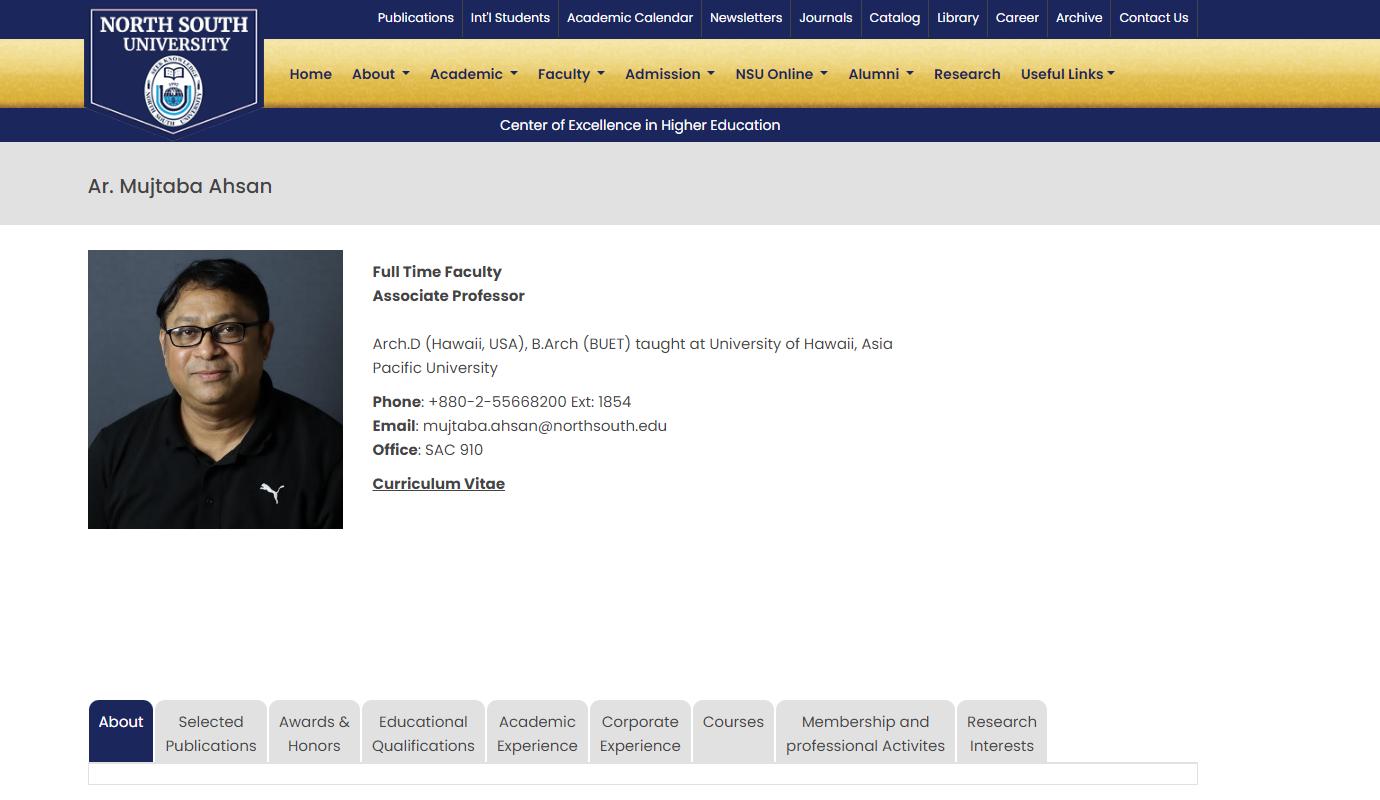 Publications Int'l Students Academic Calendar Newsletters Journals Catalog Library Career Archive Contact Us
NORTH SOUTH
UNIVERSITY
Home About Academic Faculty Admission NSU Online Alumni Research Useful Links
Center of Excellence in Higher Education
Ar. Mujtaba Ahsan
Full Time Faculty
Associate Professor
Arch.D (Hawaii, USA), B.Arch (BUET) taught at University of Hawaii, Asia
Pacific University
Phone: +880-2-55668200 Ext: 1854
Email: mujtaba.ahsan@northsouth.edu
Office: SAC 910
Curriculum Vitae
About
Selected
Publications
Awards &
Honors
Educational
Qualifications
Academic
Experience
Corporate
Experience
Courses
Membership and
professional Activites
Research
Interests